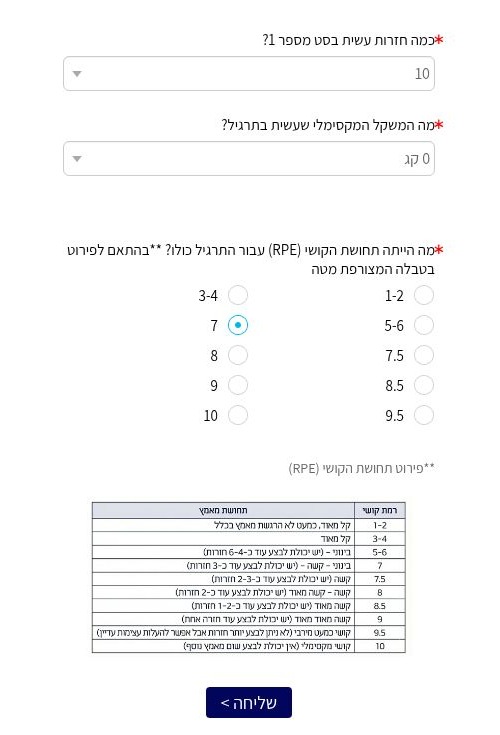 *כמה חזרות עשית בסט מספר 1?
10
*מה המשקל המקסימלי שעשית בתרגיל?
0 קג
*מה הייתה תחושת הקושי (RPE) עבור התרגיל כולו? **בהתאם לפירוט
בטבלה המצורפת מטה
1-2 3-4
5-6 7
7.5 8
8.5 9
9.5 10
**פירוט תחושת הקושי (RPE)
רמת קושי תחושת מאמץ
1-2 קל מאוד, כמעט לא הרגשת מאמץ בכלל
3-4 קל מאוד
5-6 בינוני – (יש יכולת לבצע עוד כ-6-4 חזרות)
7 בינוני – קשה – (יש יכולת לבצע עוד כ-3 חזרות)
7.5 קשה (יש יכולת לבצע עוד ב-2-3 חזרות)
8 קשה – קשה מאוד (יש יכולת לבצע עוד כ-2 חזרות)
8.5 קשה מאוד (יש יכולת לבצע עוד כ-1-2 חזרות)
9 קשה מאוד מאוד (יש יכולת לבצע עוד חזרה אחת)
9.5 קושי כמעט מירבי (לא ניתן לבצע יותר חזרות אבל אפשר להעלות עצימות עדיין)
10 קושי מקסימלי (אין יכולת לבצע שום מאמץ נוסף)
שליחה >